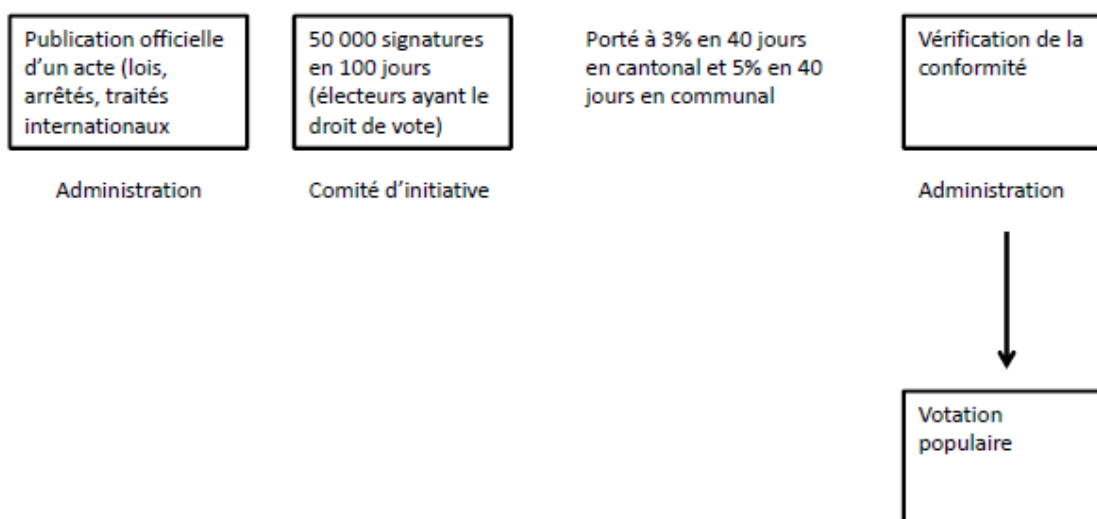 Publication officielle
d'un acte (lois,
arrêtés, traités
internationaux
Administration
50 000 signatures
en 100 jours
(électeurs ayant le
droit de vote)
Comité d'initiative
Porté à 3% en 40 jours
en cantonal et 5% en 40
jours en communal
Vérification de la
conformité
Administration
Votation
populaire